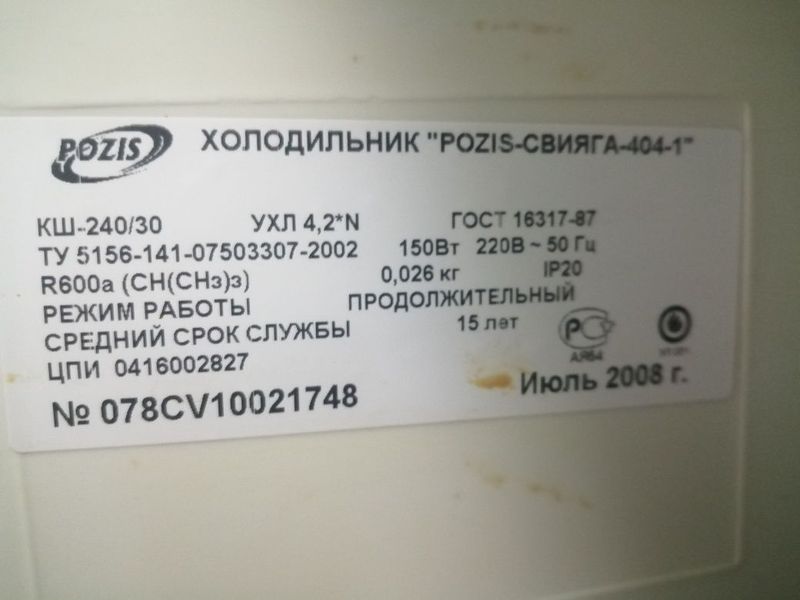 POZIS ХОЛОДИЛЬНИК "POZIS-СВИЯГА-404-1"
КШ-240/30 УХЛ 4,2*N ГОСТ 16317-87
ТУ 5156-141-07503307-2002 150Вт 220В ~ 50 Гц
R600a (CH(CH₃)₃) 0,026 кг IP20
РЕЖИМ РАБОТЫ ПРОДОЛЖИТЕЛЬНЫЙ
СРЕДНИЙ СРОК СЛУЖБЫ 15 лет
ЦПИ 0416002827 АЯ64
№ 078CV10021748 Июль 2008 г.